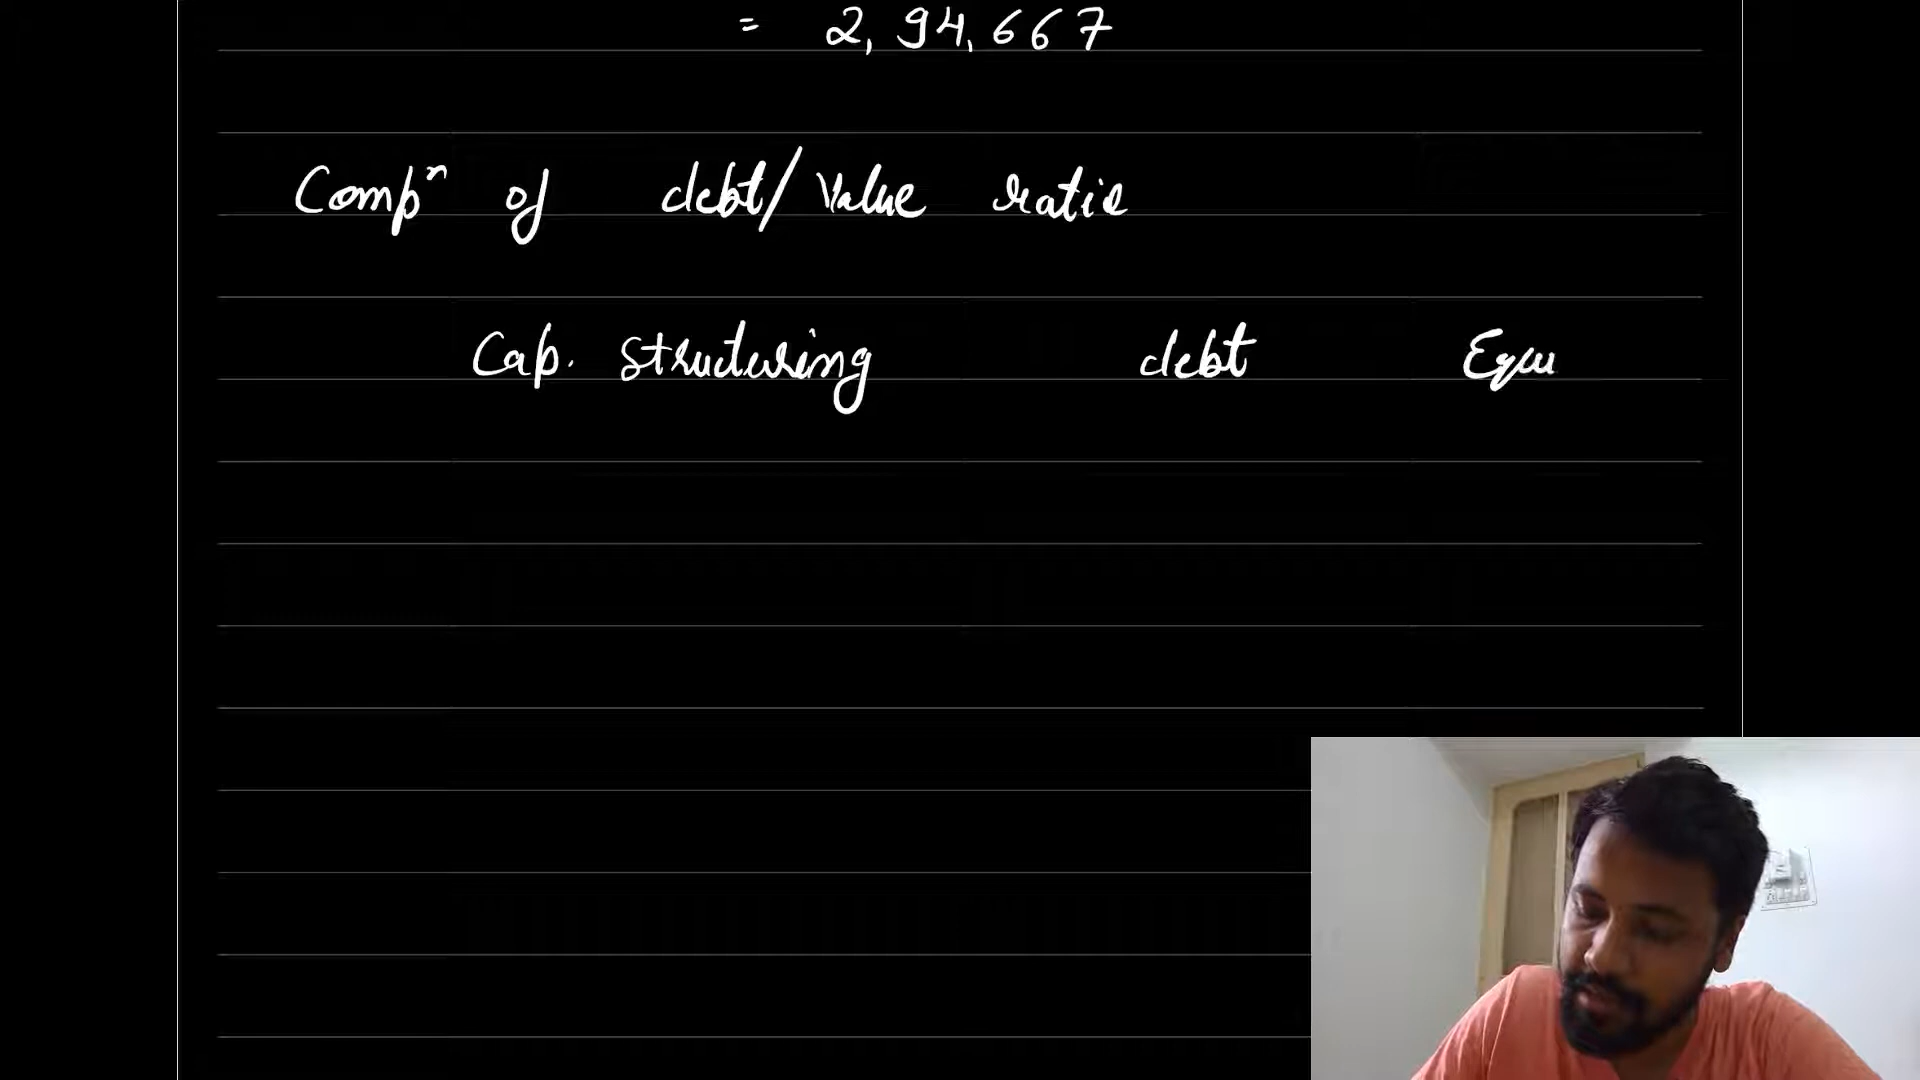 = 2,94,667
Compⁿ of debt/Value ratio
Cap. structuring debt Equ